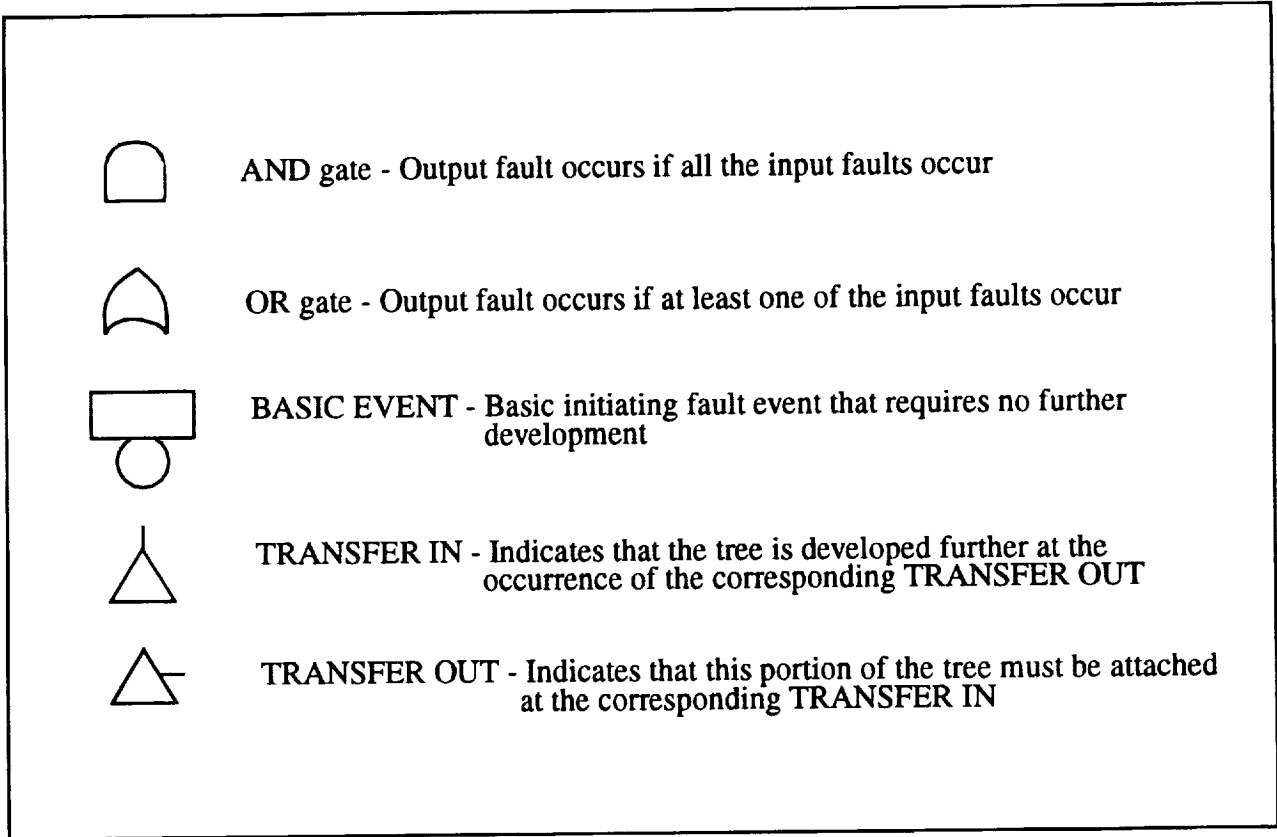 AND gate - Output fault occurs if all the input faults occur
OR gate - Output fault occurs if at least one of the input faults occur
BASIC EVENT - Basic initiating fault event that requires no further
development
TRANSFER IN - Indicates that the tree is developed further at the
occurrence of the corresponding TRANSFER OUT
TRANSFER OUT - Indicates that this portion of the tree must be attached
at the corresponding TRANSFER IN